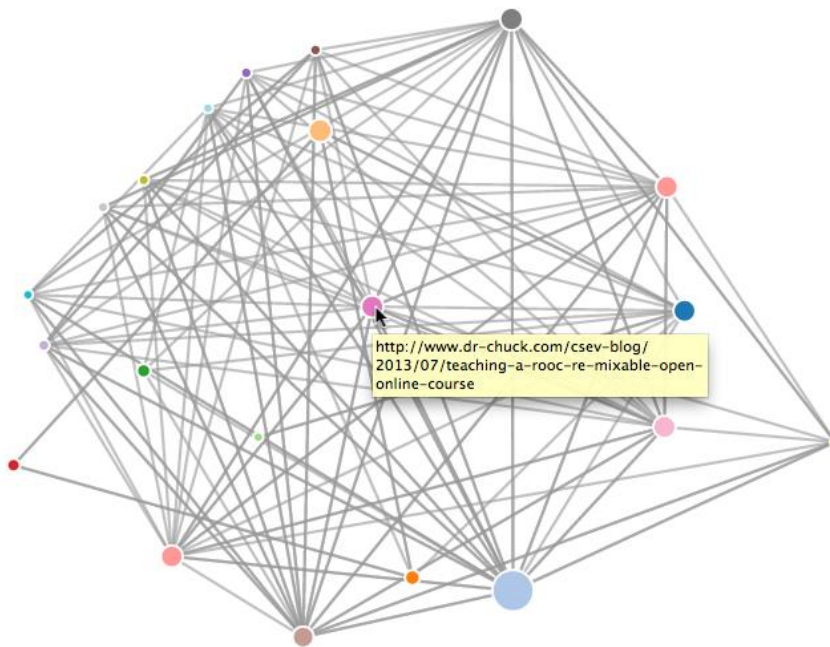 http://www.dr-chuck.com/csev-blog/
2013/07/teaching-a-rooc-re-mixable-open-
online-course